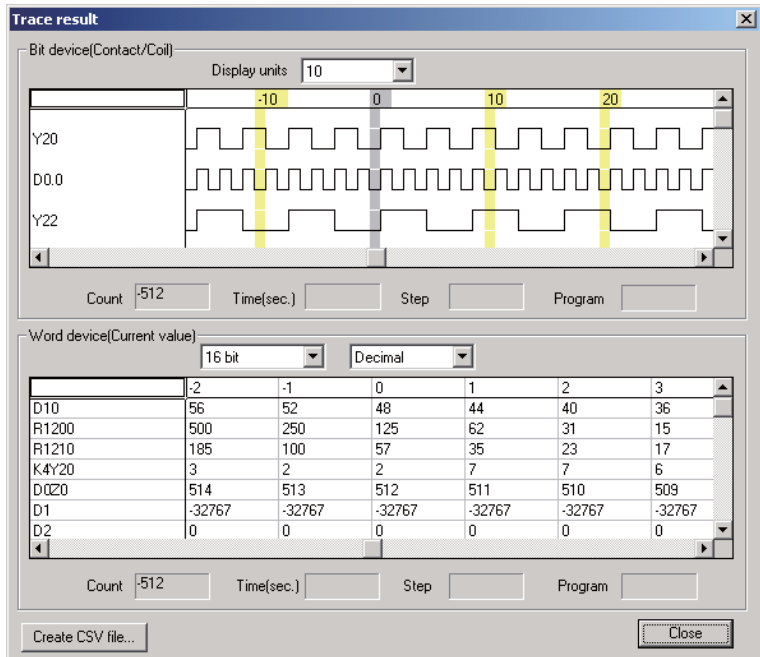 Trace result
Bit device(Contact/Coil)
Display units 10
-10 0 10 20
Y20
D0.0
Y22
Count -512 Time(sec.) Step Program
Word device(Current value)
16 bit Decimal
-2 -1 0 1 2 3
D10 56 52 48 44 40 36
R1200 500 250 125 62 31 15
R1210 185 100 57 35 23 17
K4Y20 3 2 2 7 7 6
D0Z0 514 513 512 511 510 509
D1 -32767 -32767 -32767 -32767 -32767 -32767
D2 0 0 0 0 0 0
Count -512 Time(sec.) Step Program
Create CSV file... Close